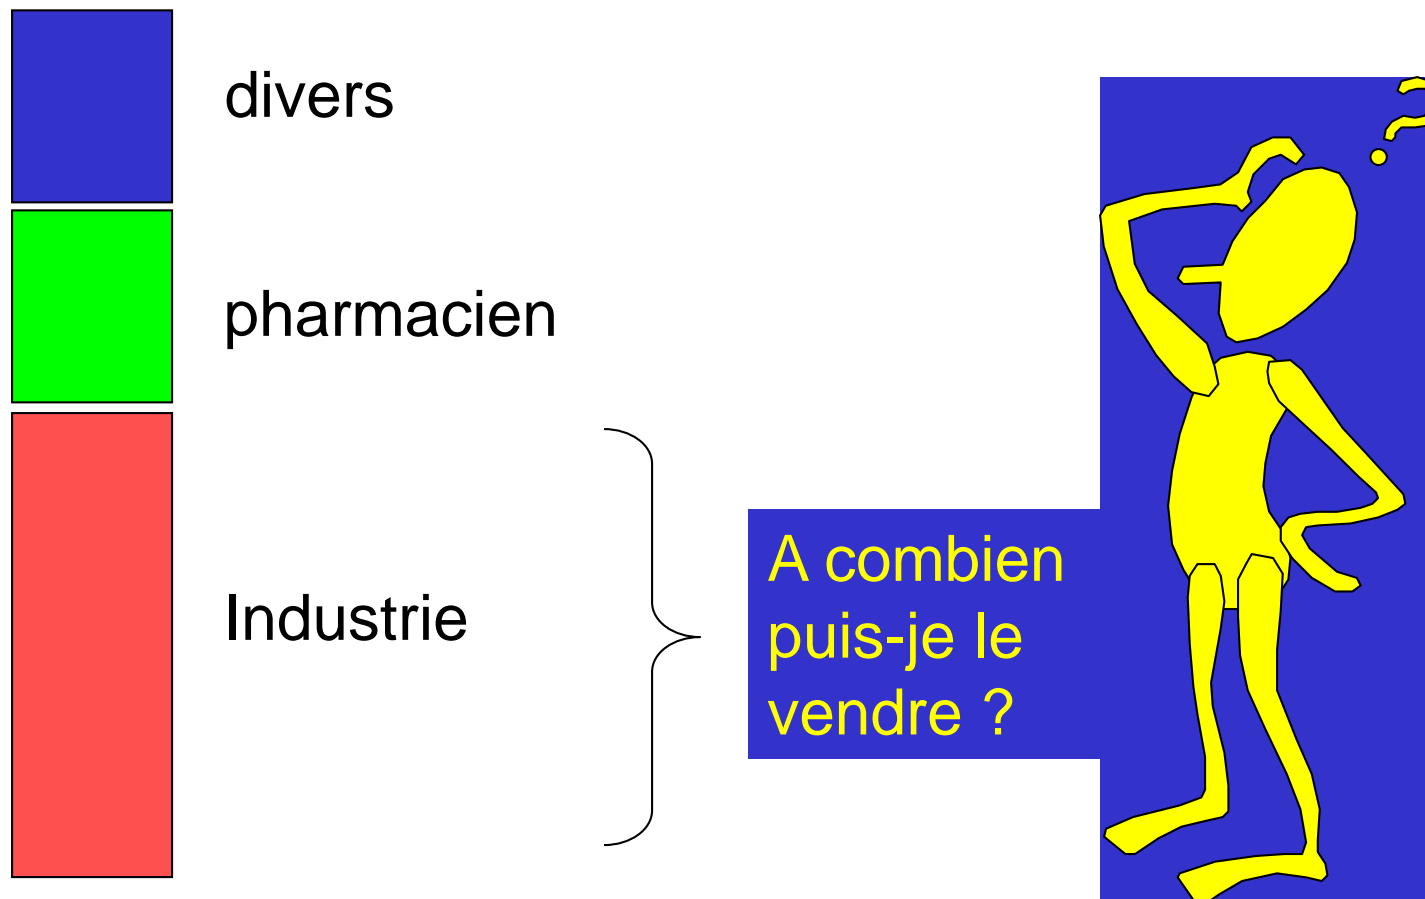 divers
pharmacien
Industrie
A combien
puis-je le
vendre ?